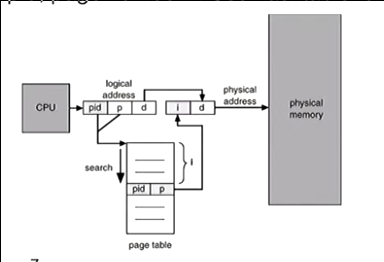 logical
address
CPU
pid p d
i d
physical
address
physical
memory
search
i
pid p
page table